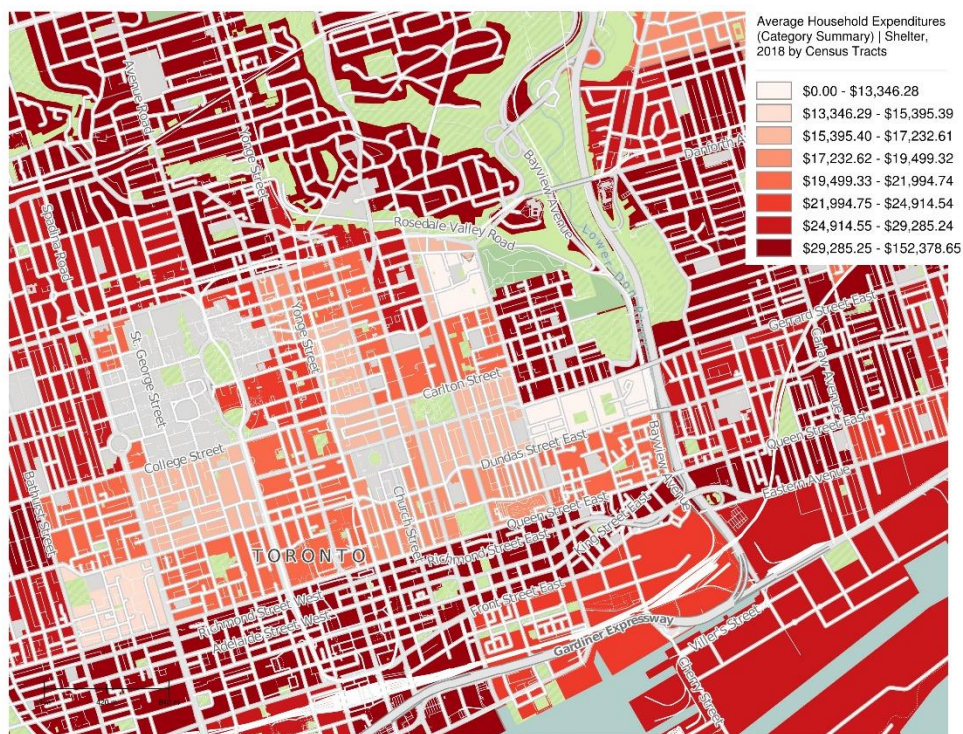 Average Household Expenditures
(Category Summary) | Shelter,
2018 by Census Tracts
$0.00 - $13,346.28
$13,346.29 - $15,395.39
$15,395.40 - $17,232.61
$17,232.62 - $19,499.32
$19,499.33 - $21,994.74
$21,994.75 - $24,914.54
$24,914.55 - $29,285.24
$29,285.25 - $152,378.65
Avenue Road
Yonge Street
Bayview Avenue
Danforth A
Spadina Road
Rosedale Valley Road
Lower Don
Yonge Street
Gerrard Street East
St. George Street
Carlaw Avenue
Carlton Street
College Street
Dundas Street East
Bayview Avenue
Queen Street East
Bathurst Street
Church Street
Eastern Avenue
Queen Street East
King Street East
TORONTO
Richmond Street East
Richmond Street West
Adelaide Street West
Front Street East
Gardiner Expressway
Villier's Street
Cherry Street